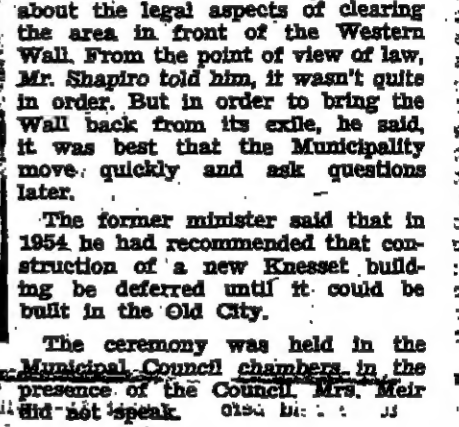 about the legal aspects of clearing
the area in front of the Western
Wall. From the point of view of law,
Mr. Shapiro told him, it wasn't quite
in order. But in order to bring the
Wall back from its exile, he said,
it was best that the Municipality
move quickly and ask questions
later.
The former minister said that in
1954 he had recommended that con-
struction of a new Knesset build-
ing be deferred until it could be
built in the Old City.
The ceremony was held in the
Municipal Council chambers in the
presence of the Council. Mrs. Meir
did not speak.